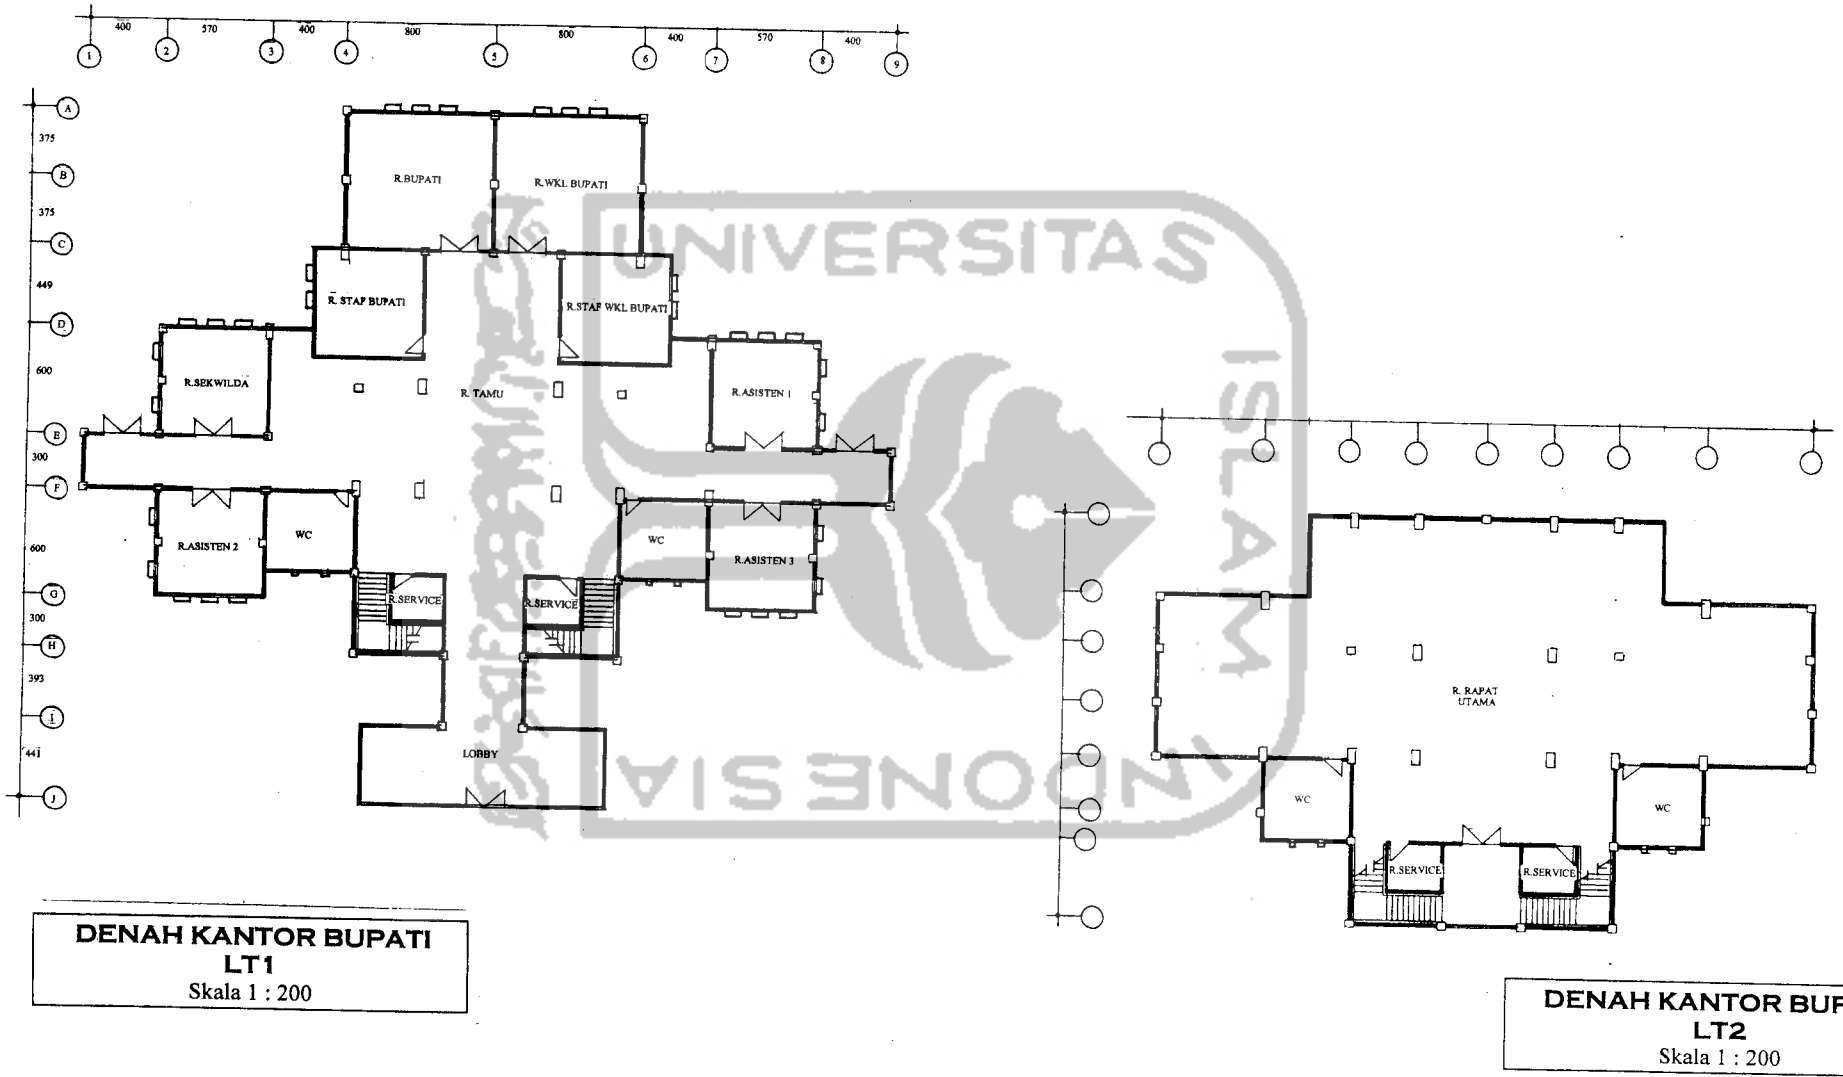 400 570 400 800 800 400 570 400
1 2 3 4 5 6 7 8 9
A
375
B
375
C
449
D
600
E
300
F
600
G
300
H
393
I
441
J
R.BUPATI
R.WKL BUPATI
R. STAF BUPATI
R.STAF WKL BUPATI
R.SEKWILDA
R. TAMU
R.ASISTEN 1
R.ASISTEN 2
WC
WC
R.ASISTEN 3
R.SERVICE
R.SERVICE
LOBBY
DENAH KANTOR BUPATI
LT1
Skala 1 : 200
R. RAPAT
UTAMA
WC
WC
R.SERVICE
R.SERVICE
DENAH KANTOR BUP
LT2
Skala 1 : 200
UNIVERSITAS
ISLAM
INDONESIA